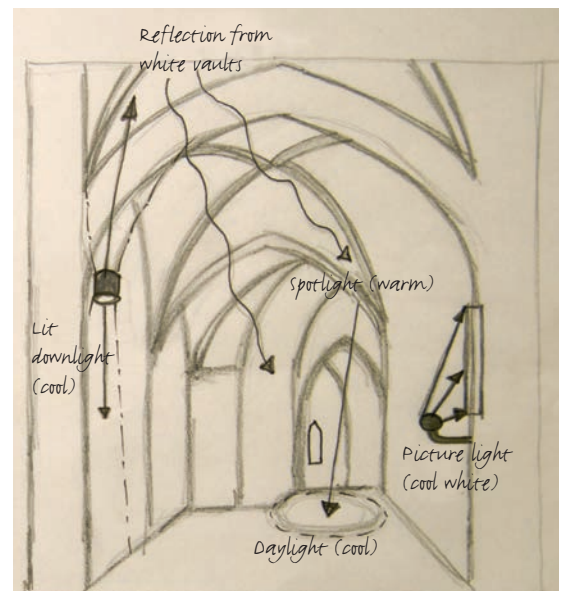 Reflection from
white vaults
Spotlight (warm)
Lit
downlight
(cool)
Picture light
(cool white)
Daylight (cool)